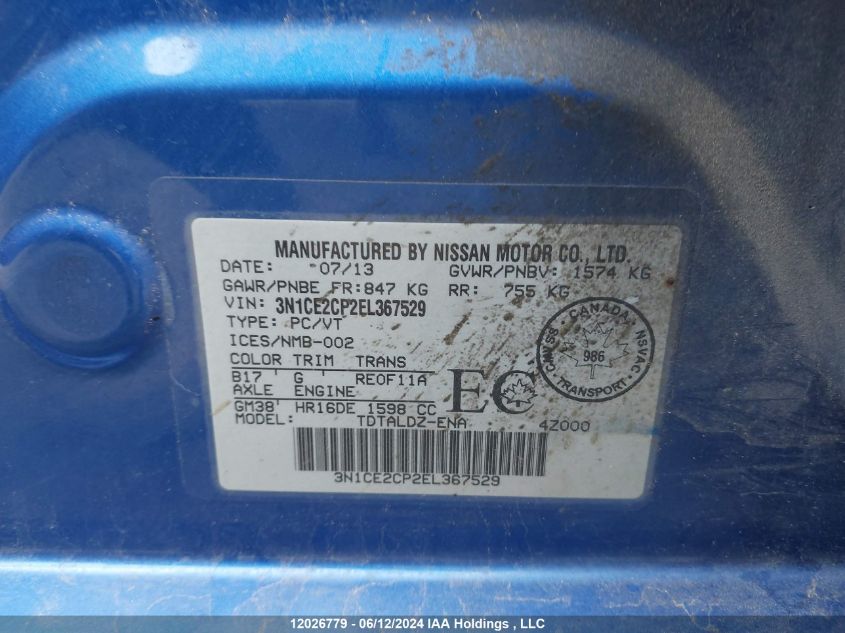 MANUFACTURED BY NISSAN MOTOR CO., LTD.
DATE: 07/13 GVWR/PNBV: 1574 KG
GAWR/PNBE FR: 847 KG RR: 755 KG
VIN: 3N1CE2CP2EL367529
TYPE: PC/VT
ICES/NMB-002
COLOR TRIM TRANS
B17 ' G ' RE0F11A
AXLE ENGINE
GM38' HR16DE 1598 CC
MODEL: TDTALDZ-ENA 4Z000
EC
CANADA
CMVSS NSVAC
986
TRANSPORT
3N1CE2CP2EL367529
12026779 - 06/12/2024 IAA Holdings , LLC